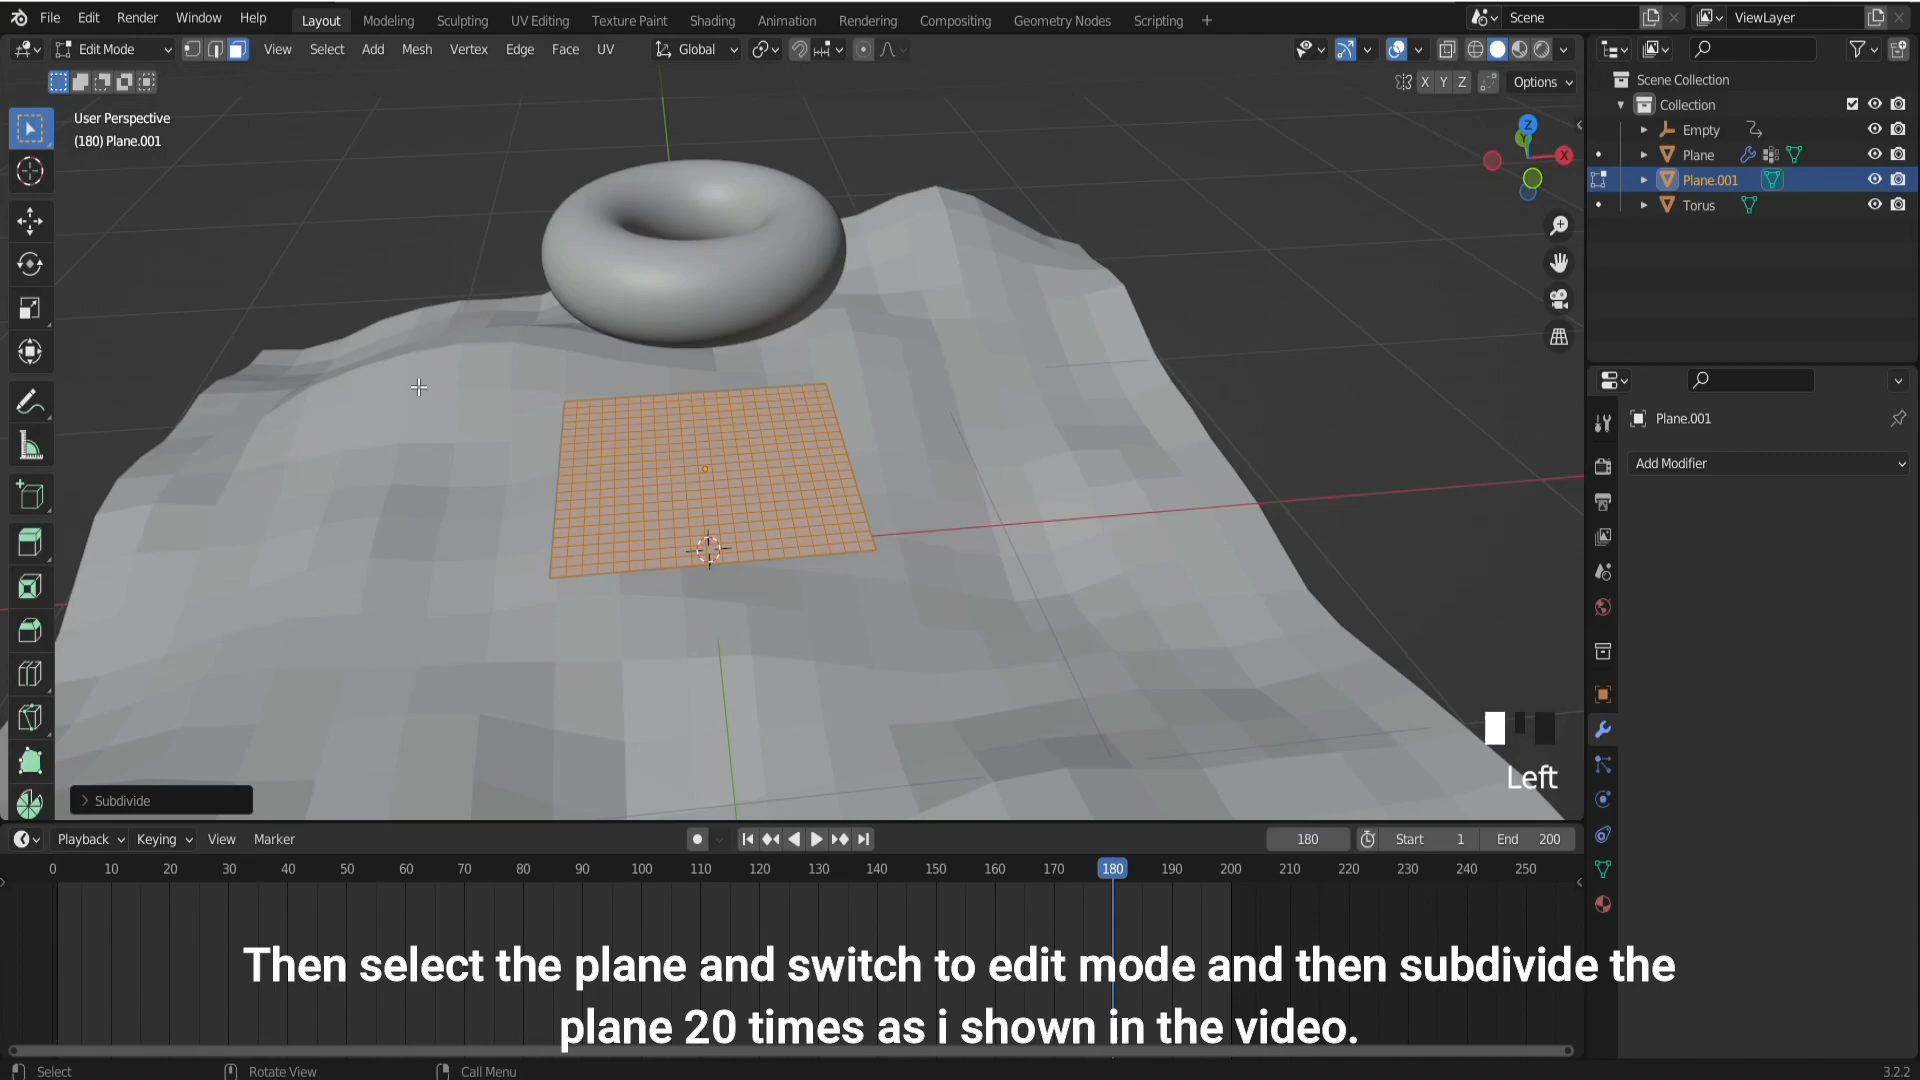 File Edit Render Window Help Layout Modeling Sculpting UV Editing Texture Paint Shading Animation Rendering Compositing Geometry Nodes Scripting + Scene ViewLayer
Edit Mode View Select Add Mesh Vertex Edge Face UV Global
X Y Z Options
User Perspective
(180) Plane.001
Z
Y
X
Scene Collection
Collection
Empty
Plane
Plane.001
Torus
Plane.001
Add Modifier
Left
Subdivide
Playback Keying View Marker 180 Start 1 End 200
0 10 20 30 40 50 60 70 80 90 100 110 120 130 140 150 160 170 180 190 200 210 220 230 240 250
Then select the plane and switch to edit mode and then subdivide the
plane 20 times as i shown in the video.
Select Rotate View Call Menu 3.2.2